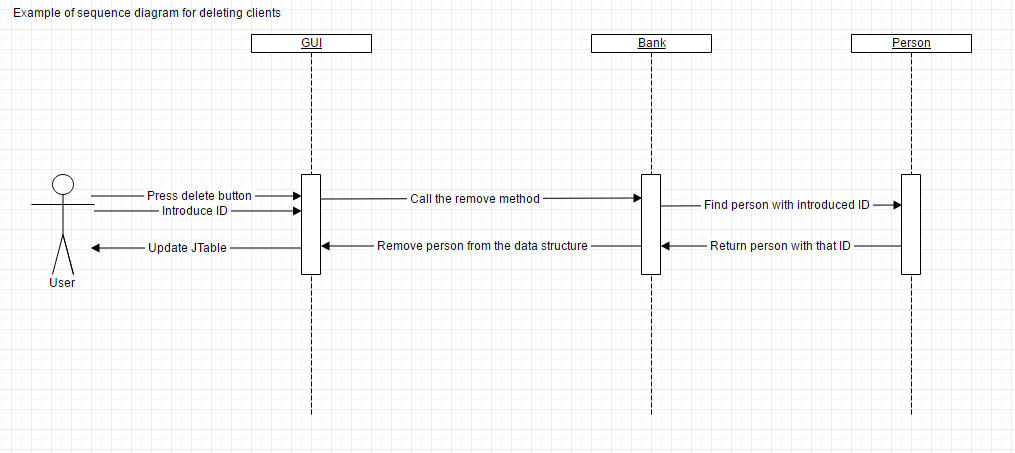 Example of sequence diagram for deleting clients
GUI
Bank
Person
Press delete button
Call the remove method
Find person with introduced ID
Introduce ID
Update JTable
Remove person from the data structure
Return person with that ID
User